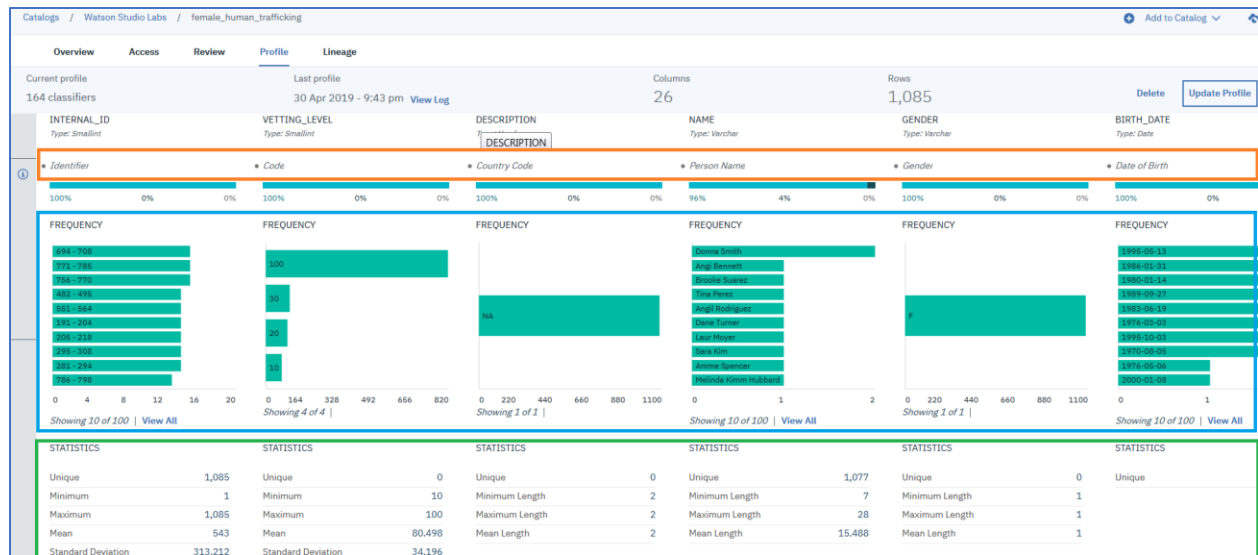 Catalogs / Watson Studio Labs / female_human_trafficking Add to Catalog
Overview Access Review Profile Lineage
Current profile Last profile Columns Rows
164 classifiers 30 Apr 2019 - 9:43 pm View Log 26 1,085 Delete Update Profile
INTERNAL_ID VETTING_LEVEL DESCRIPTION NAME GENDER BIRTH_DATE
Type: Smallint Type: Smallint Type: Varchar Type: Varchar Type: Date
DESCRIPTION
Identifier Code Country Code Person Name Gender Date of Birth
100% 0% 0% 100% 0% 0% 100% 0% 0% 96% 4% 0% 100% 0% 0% 100% 0%
FREQUENCY FREQUENCY FREQUENCY FREQUENCY FREQUENCY FREQUENCY
694 - 708 100 NA Donna Smith F 1995-05-13
771 - 785 Angi Bennett 1986-01-31
756 - 770 Brooke Suarez 1980-01-14
482 - 495 30 Tina Perez 1989-09-27
551 - 564 Angil Rodriguez 1983-06-19
191 - 204 Dane Turner 1976-03-03
205 - 218 20 Laur Moyer 1995-10-03
295 - 308 Sara Kim 1970-08-05
281 - 294 10 Amme Spencer 1976-05-06
786 - 798 Melinda Kimm Hubbard 2000-01-08
0 4 8 12 16 20 0 164 328 492 656 820 0 220 440 660 880 1100 0 1 2 0 220 440 660 880 1100 0 1
Showing 10 of 100 | View All Showing 4 of 4 | Showing 1 of 1 | Showing 10 of 100 | View All Showing 1 of 1 | Showing 10 of 100 | View All
STATISTICS STATISTICS STATISTICS STATISTICS STATISTICS STATISTICS
Unique 1,085 Unique 0 Unique 0 Unique 1,077 Unique 0 Unique
Minimum 1 Minimum 10 Minimum Length 2 Minimum Length 7 Minimum Length 1
Maximum 1,085 Maximum 100 Maximum Length 2 Maximum Length 28 Maximum Length 1
Mean 543 Mean 80.498 Mean Length 2 Mean Length 15.488 Mean Length 1
Standard Deviation 313.212 Standard Deviation 34.196